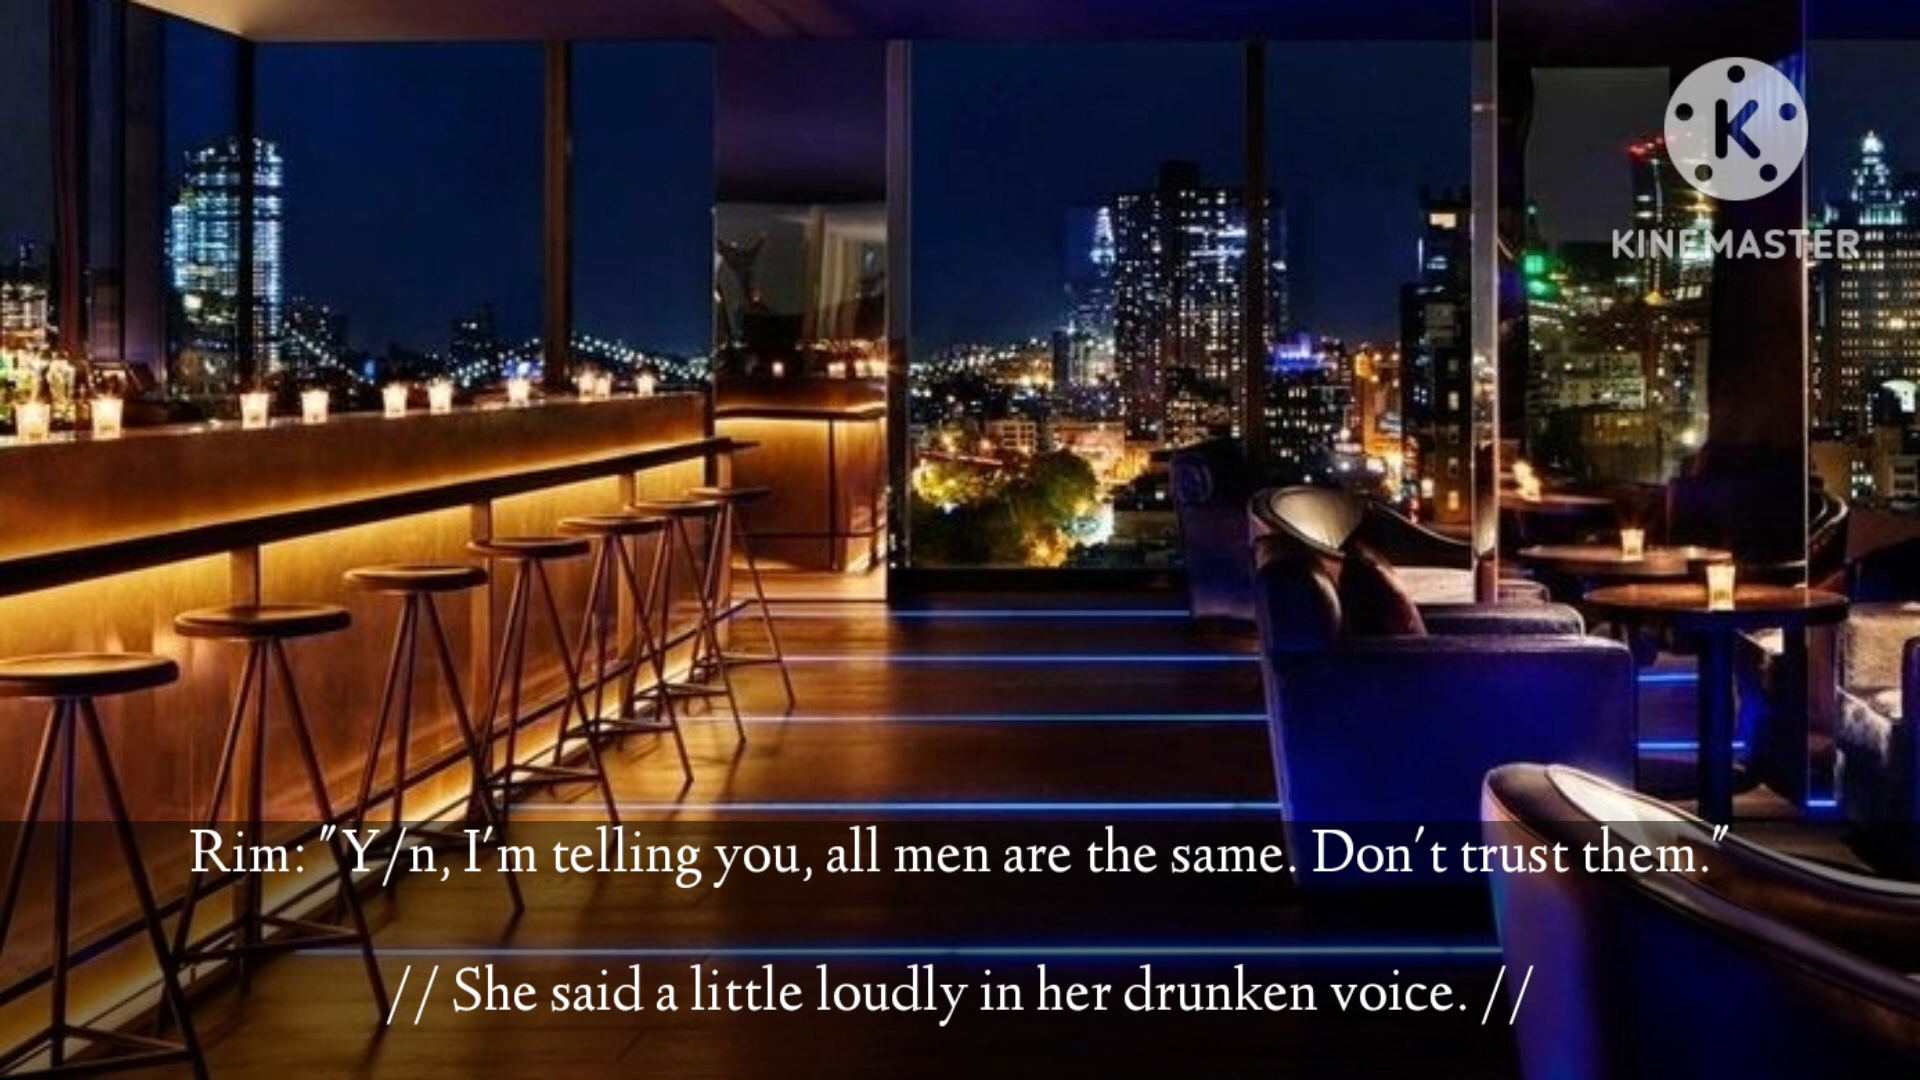 K
KINEMASTER
Rim: "Y/n, I'm telling you, all men are the same. Don't trust them."
// She said a little loudly in her drunken voice. //